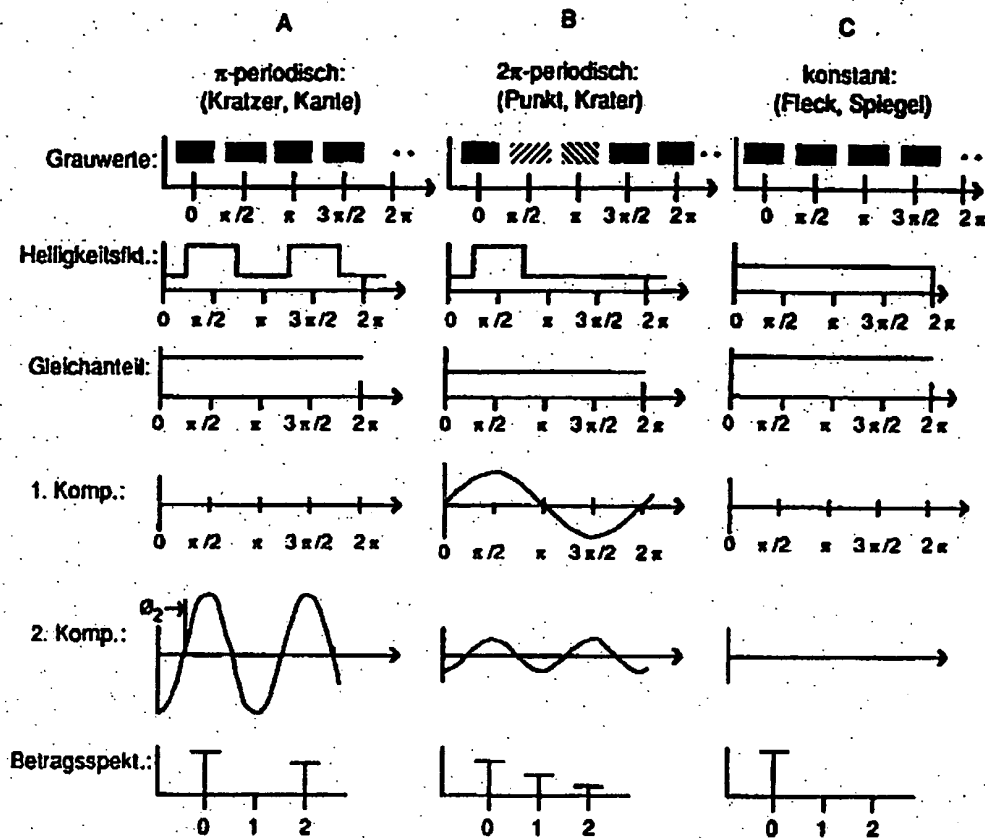 A B C
π-periodisch: 2π-periodisch: konstant:
(Kratzer, Kante) (Punkt, Krater) (Fleck, Spiegel)
Grauwerte:
0 π/2 π 3π/2 2π 0 π/2 π 3π/2 2π 0 π/2 π 3π/2 2π
Helligkeitsfkt.:
0 π/2 π 3π/2 2π 0 π/2 π 3π/2 2π 0 π/2 π 3π/2 2π
Gleichanteil:
0 π/2 π 3π/2 2π 0 π/2 π 3π/2 2π 0 π/2 π 3π/2 2π
1. Komp.:
0 π/2 π 3π/2 2π 0 π/2 π 3π/2 2π 0 π/2 π 3π/2 2π
Ø₂
2. Komp.:
Betragsspekt.:
0 1 2 0 1 2 0 1 2